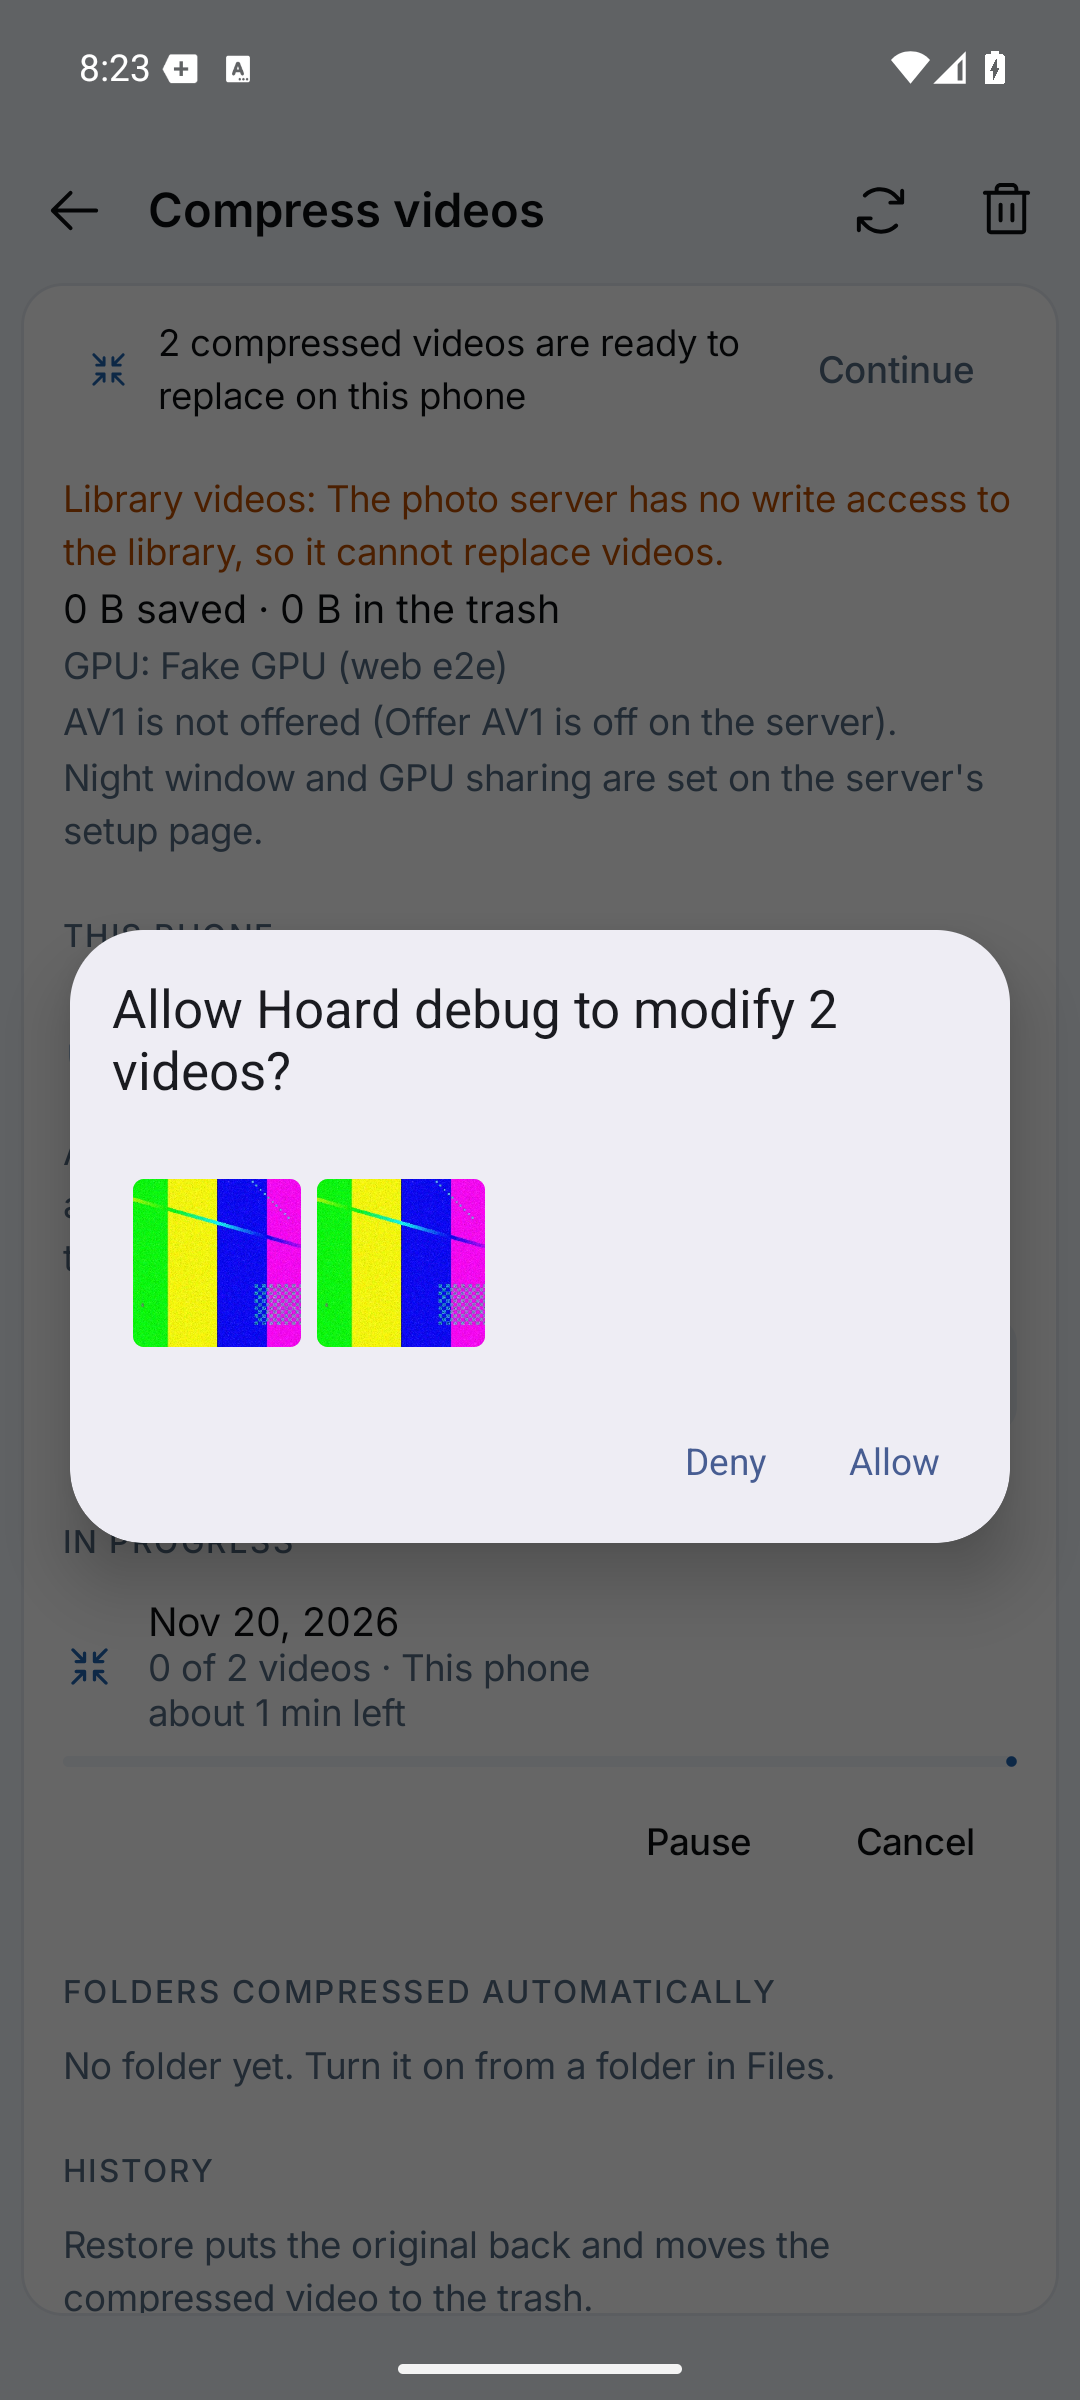 8:23
Compress videos
2 compressed videos are ready to
replace on this phone
Continue
Library videos: The photo server has no write access to
the library, so it cannot replace videos.
0 B saved · 0 B in the trash
GPU: Fake GPU (web e2e)
AV1 is not offered (Offer AV1 is off on the server).
Night window and GPU sharing are set on the server's
setup page.
THIS PHONE
Allow Hoard debug to modify 2
videos?
Deny
Allow
IN PROGRESS
Nov 20, 2026
0 of 2 videos · This phone
about 1 min left
Pause
Cancel
FOLDERS COMPRESSED AUTOMATICALLY
No folder yet. Turn it on from a folder in Files.
HISTORY
Restore puts the original back and moves the
compressed video to the trash.